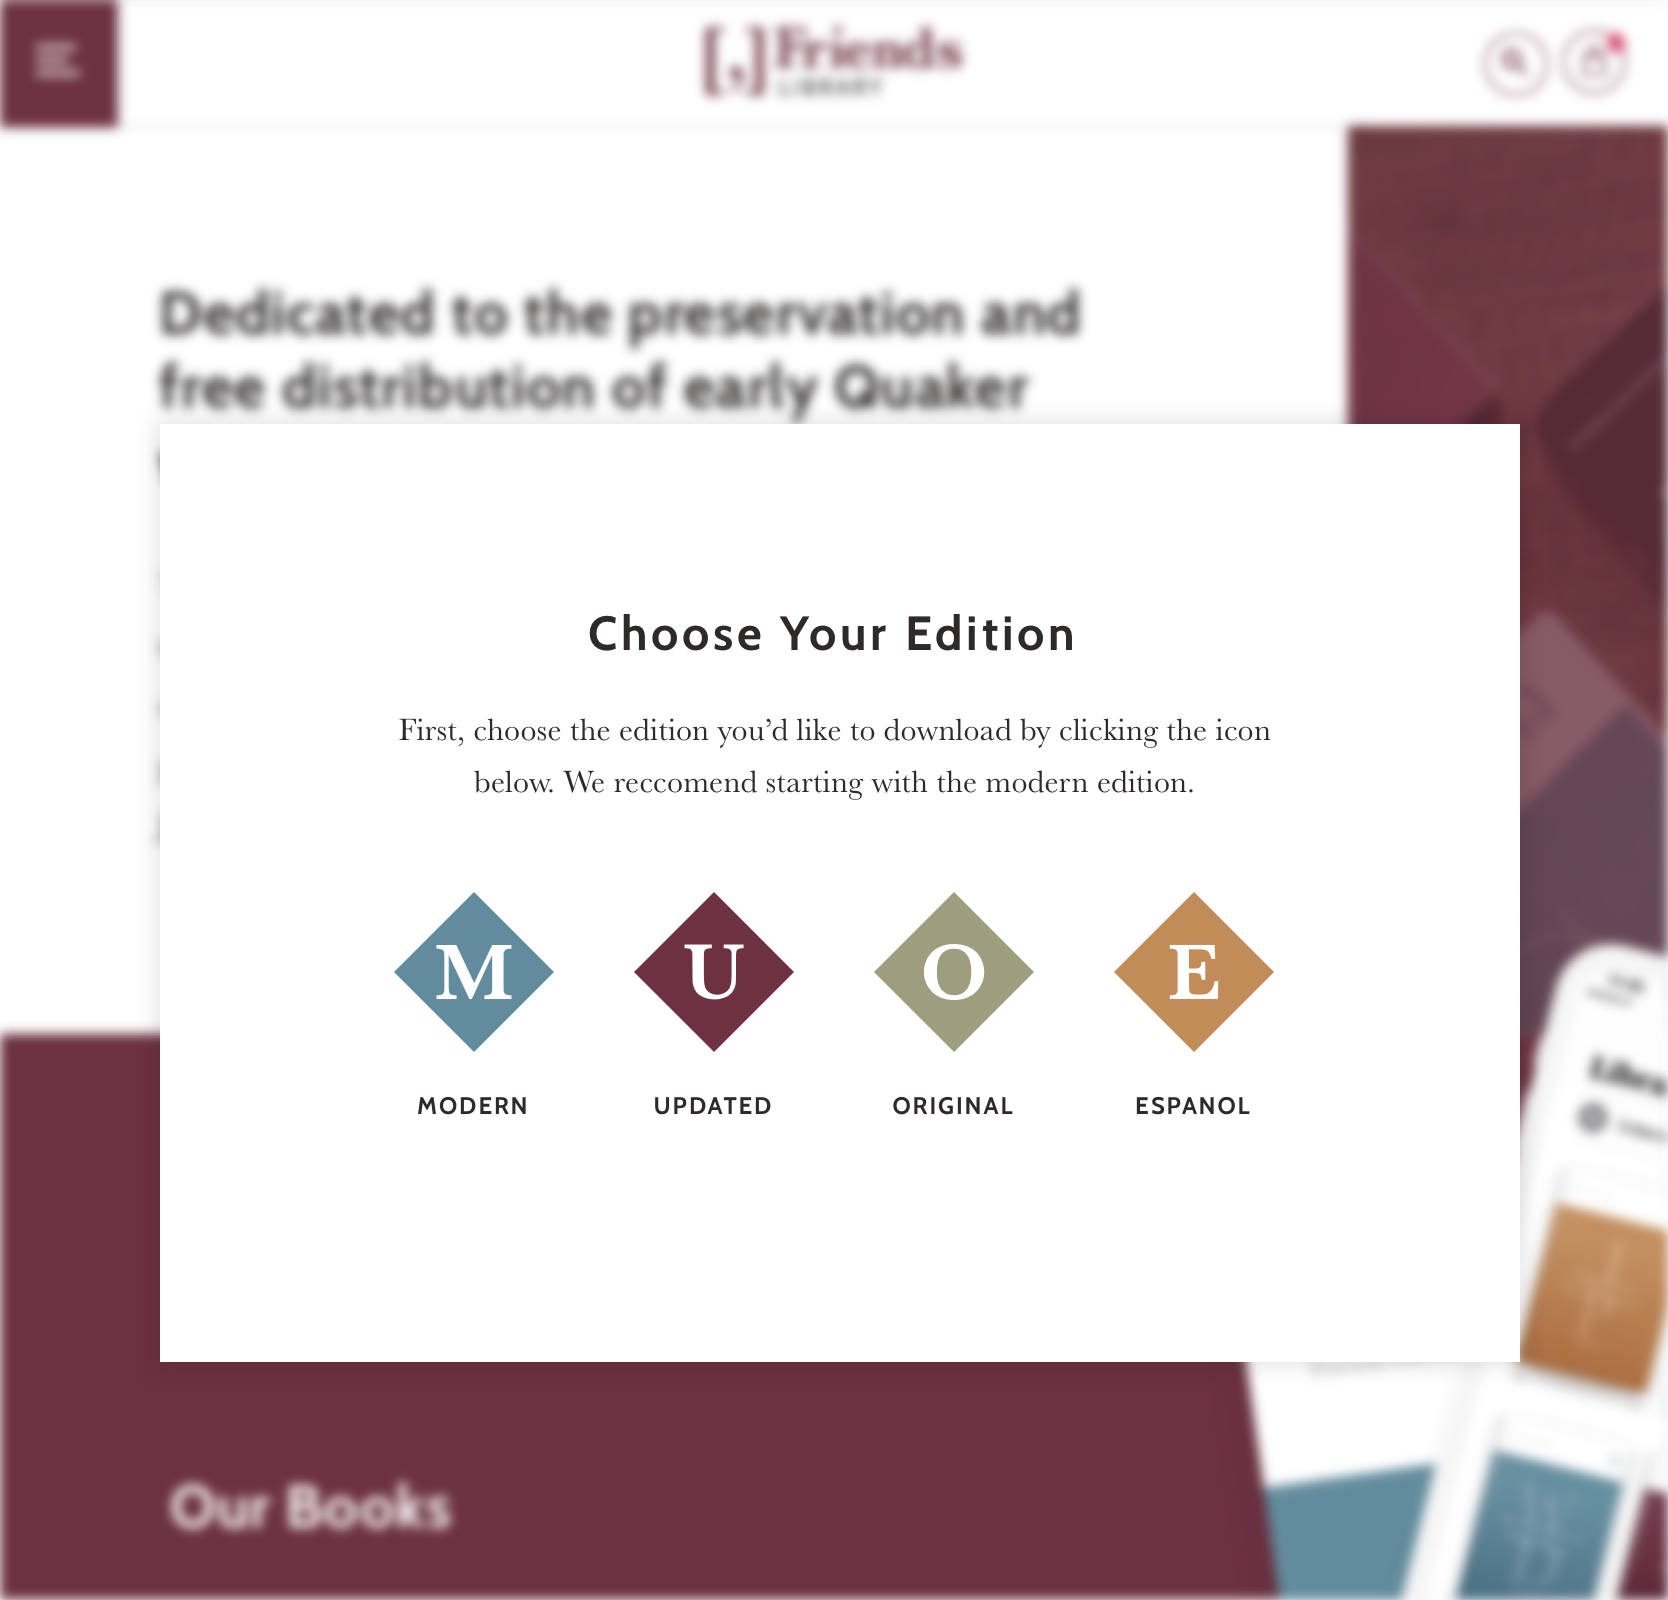 [,] Friends
LIBRARY
Dedicated to the preservation and
free distribution of early Quaker
Choose Your Edition
First, choose the edition you’d like to download by clicking the icon
below. We reccomend starting with the modern edition.
M U O E
MODERN UPDATED ORIGINAL ESPANOL
Our Books